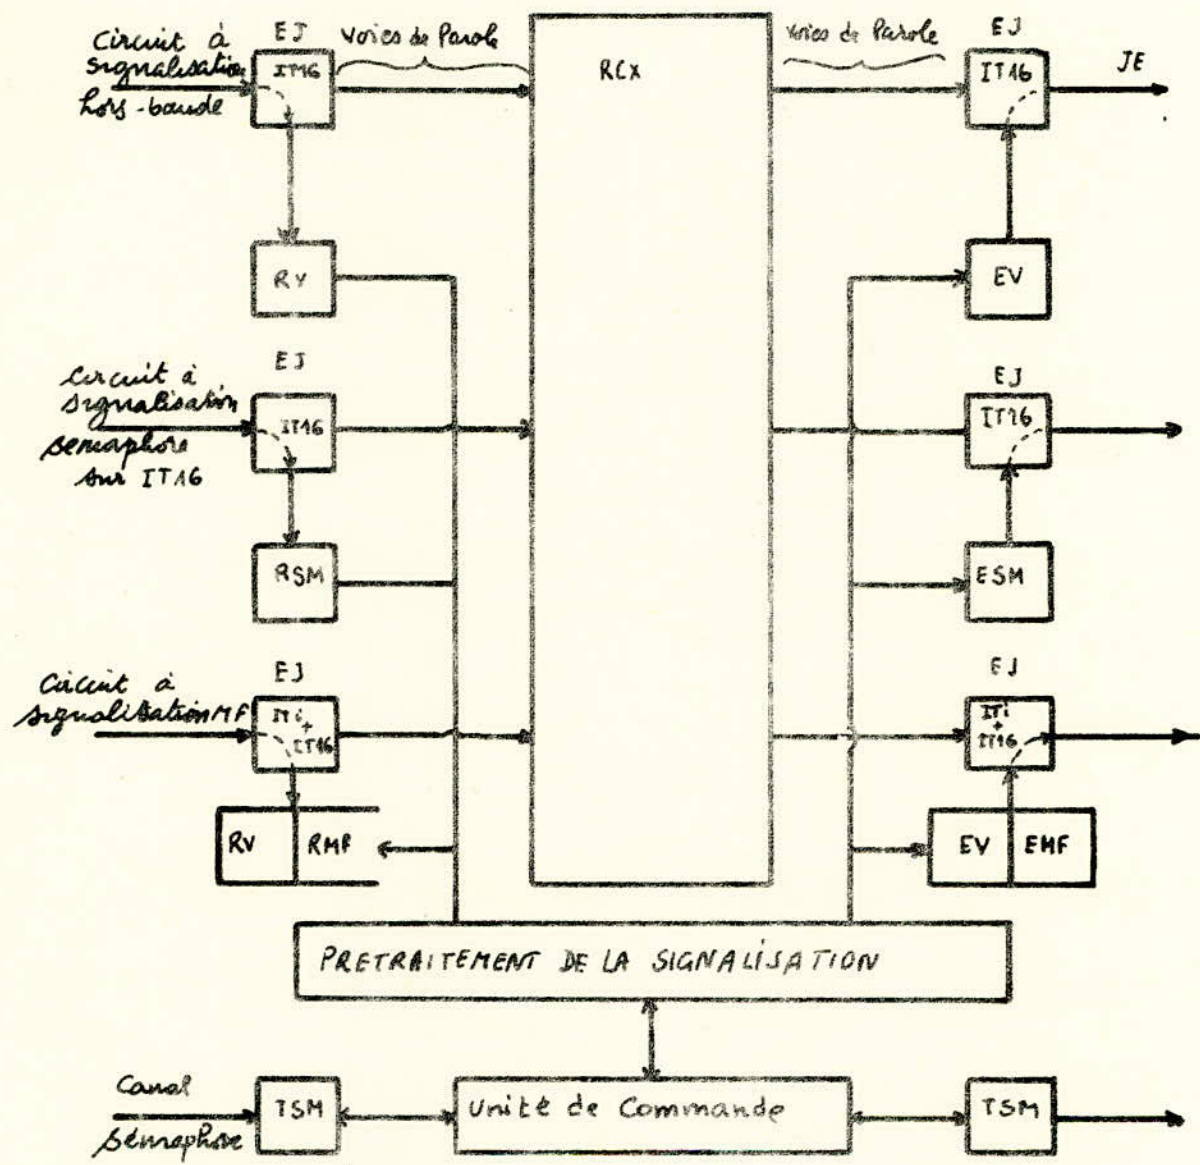 Circuit à
signalisation
hors-bande
EJ
IT16
Voies de Parole
RCX
Voies de Parole
EJ
IT16
JE
RV
EV
Circuit à
signalisation
semaphore
sur IT16
EJ
IT16
EJ
IT16
RSM
ESM
Circuit à
signalisation MF
EJ
ITi
+
IT16
EJ
ITi
+
IT16
RV
RMF
EV
EMF
PRETRAITEMENT DE LA SIGNALISATION
Canal
sémaphore
TSM
Unité de Commande
TSM